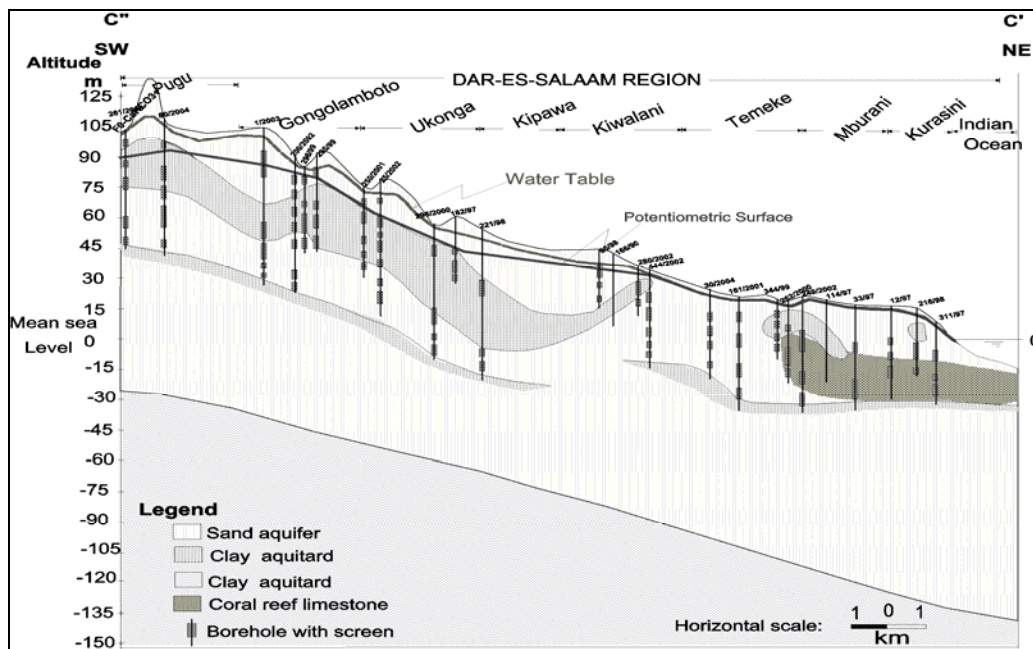 C" C'
SW NE
Altitude
m
DAR-ES-SALAAM REGION
Pugu
Gongolamboto
Ukonga
Kipawa
Kiwalani
Temeke
Mburani
Kurasini
Indian
Ocean
125
105
90
75
60
45
30
15
Mean sea
Level
0 0
-15
-30
-45
-60
-75
-90
-105
-120
-135
-150
Water Table
Potentiometric Surface
1/2003
182/97
221/98
30/2004
161/2001
344/99
114/97
33/97
12/97
216/98
311/97
280/2002
444/2002
Legend
Sand aquifer
Clay aquitard
Clay aquitard
Coral reef limestone
Borehole with screen
Horizontal scale:
1 0 1
km